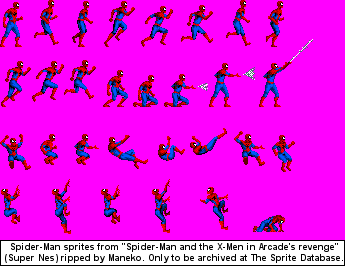 Spider-Man sprites from "Spider-Man and the X-Men in Arcade's revenge"
(Super Nes) ripped by Maneko. Only to be archived at The Sprite Database.